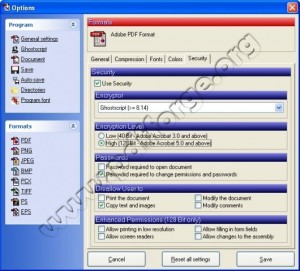 Options
Program
General settings
Ghostscript
Document
Save
Auto-save
Directories
Program font
Formats
PDF
PNG
JPEG
BMP
PCX
TIFF
PS
EPS
Formats
Adobe PDF Format
General
Compression
Fonts
Colors
Security
Security
Use Security
Encryptor
Ghostscript (>= 8.14)
Encryption Level
Low (40 Bit - Adobe Acrobat 3.0 and above)
High (128 Bit - Adobe Acrobat 5.0 and above)
Passwords
Password required to open document
Password required to change permissions and passwords
Disallow User to
Print the document
Modify the document
Copy text and images
Modify comments
Enhanced Permissions (128 Bit only)
Allow printing in low resolution
Allow filling in form fields
Allow screen readers
Allow changes to the assembly
Cancel
Reset all settings
Save